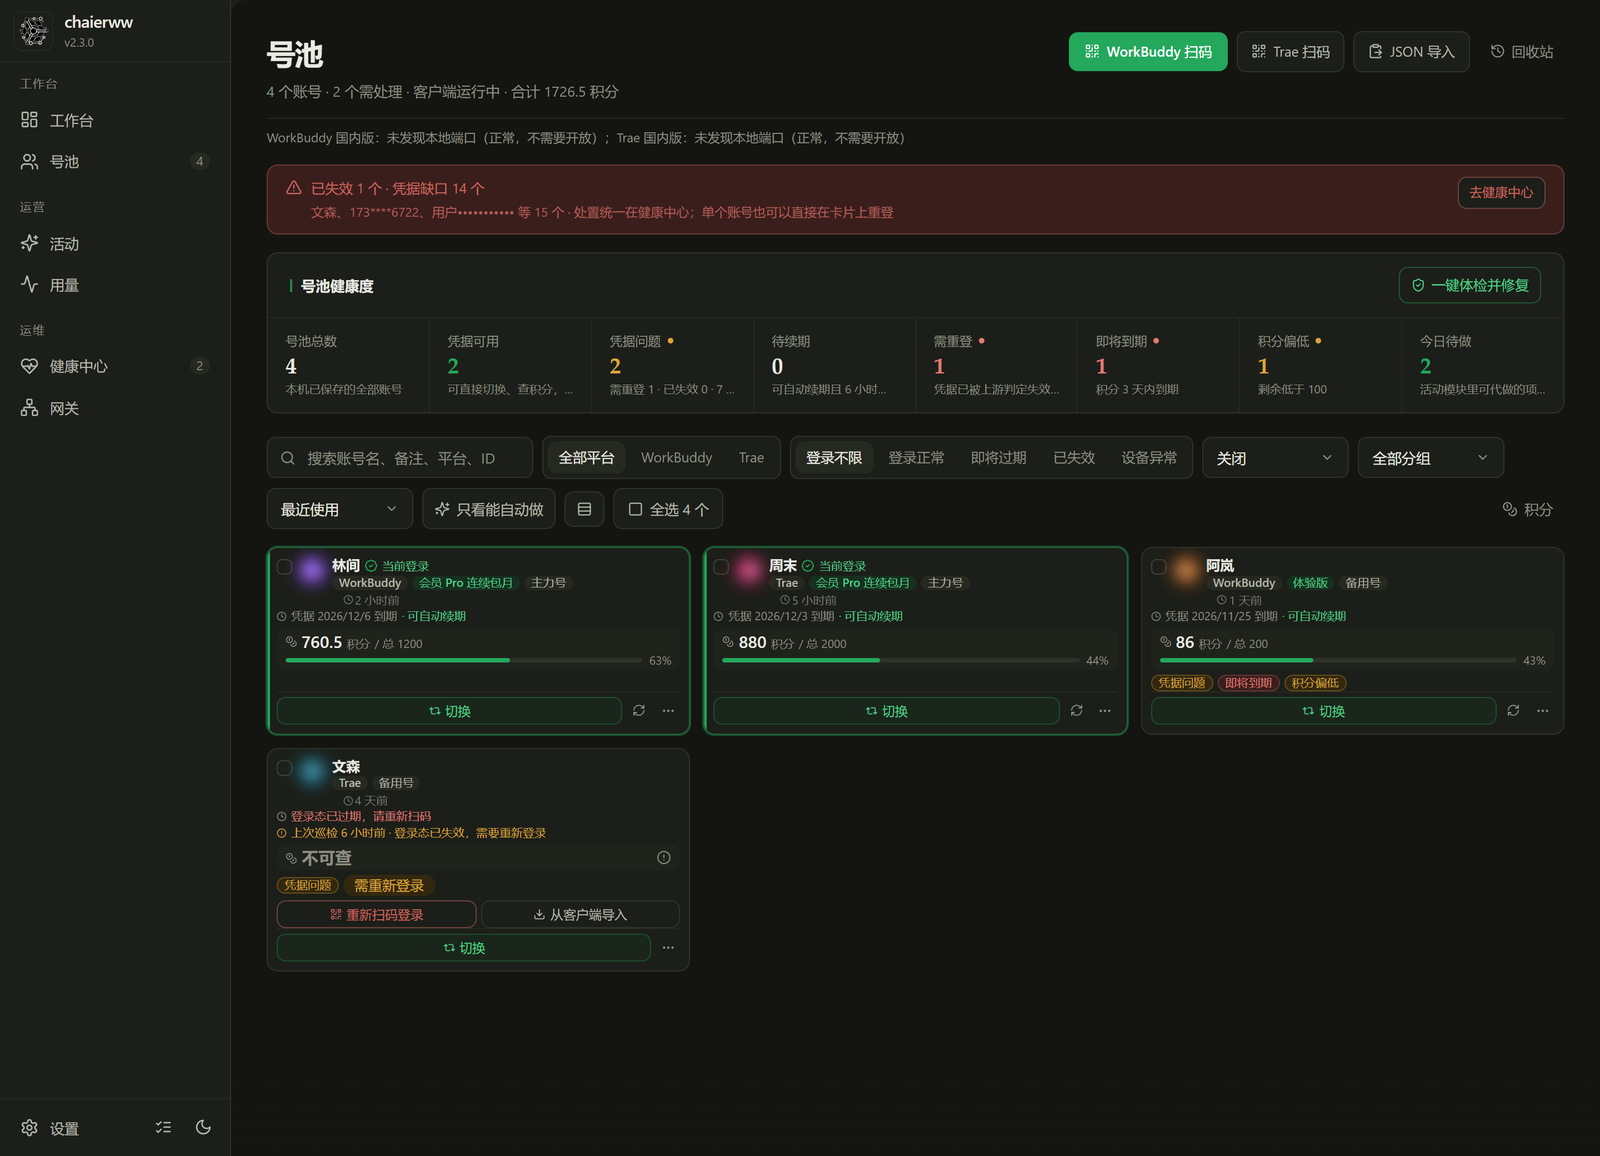 chaierww
v2.3.0
工作台
工作台
号池 4
运营
活动
用量
运维
健康中心 2
网关
设置
号池
WorkBuddy 扫码
Trae 扫码
JSON 导入
回收站
4 个账号 · 2 个需处理 · 客户端运行中 · 合计 1726.5 积分
WorkBuddy 国内版：未发现本地端口（正常，不需要开放）；Trae 国内版：未发现本地端口（正常，不需要开放）
已失效 1 个 · 凭据缺口 14 个
文森、173****6722、用户••••••••••• 等 15 个 · 处置统一在健康中心；单个账号也可以直接在卡片上重登
去健康中心
号池健康度
一键体检并修复
号池总数
4
本机已保存的全部账号
凭据可用
2
可直接切换、查积分，...
凭据问题
2
需重登 1 · 已失效 0 · 7 ...
待续期
0
可自动续期且 6 小时...
需重登
1
凭据已被上游判定失效...
即将到期
1
积分 3 天内到期
积分偏低
1
剩余低于 100
今日待做
2
活动模块里可代做的项...
搜索账号名、备注、平台、ID
全部平台 WorkBuddy Trae
登录不限 登录正常 即将过期 已失效 设备异常
关闭
全部分组
最近使用
只看能自动做
全选 4 个
积分
林间 当前登录
WorkBuddy 会员 Pro 连续包月 主力号
2 小时前
凭据 2026/12/6 到期 · 可自动续期
760.5 积分 / 总 1200
63%
切换
周末 当前登录
Trae 会员 Pro 连续包月 主力号
5 小时前
凭据 2026/12/3 到期 · 可自动续期
880 积分 / 总 2000
44%
切换
阿岚
WorkBuddy 体验版 备用号
1 天前
凭据 2026/11/25 到期 · 可自动续期
86 积分 / 总 200
43%
凭据问题 即将到期 积分偏低
切换
文森
Trae 备用号
4 天前
登录态已过期，请重新扫码
上次巡检 6 小时前 · 登录态已失效，需要重新登录
不可查
凭据问题 需重新登录
重新扫码登录
从客户端导入
切换